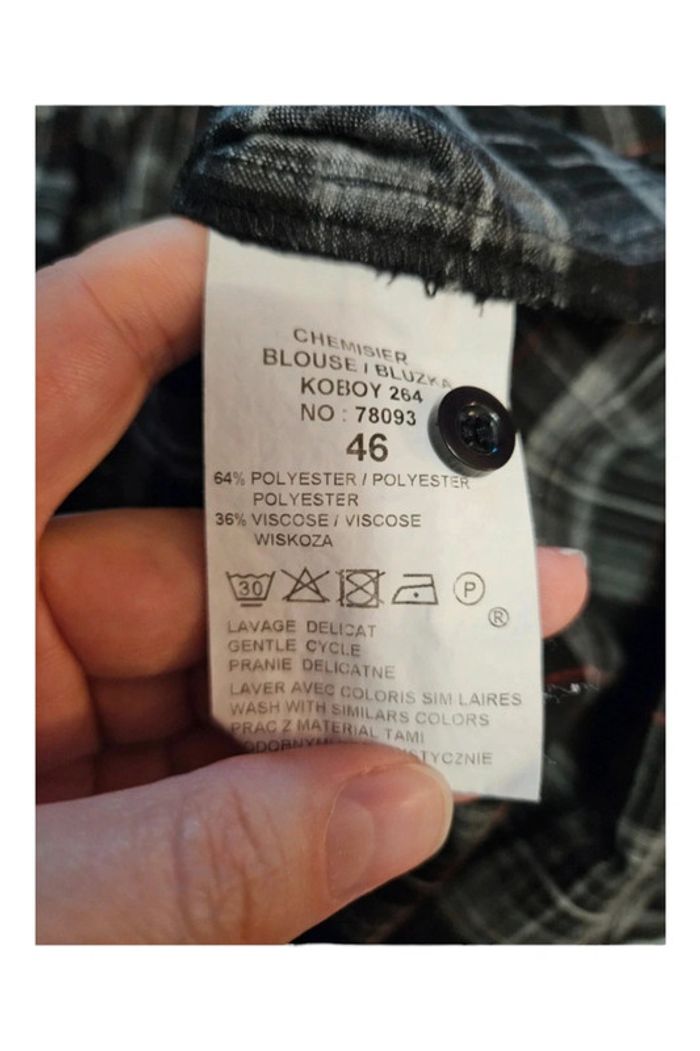 CHEMISIER
BLOUSE / BLUZKA
KOBOY 264
NO : 78093
46
64% POLYESTER / POLYESTER
POLYESTER
36% VISCOSE / VISCOSE
WISKOZA
30 P
®
LAVAGE DELICAT
GENTLE CYCLE
PRANIE DELICATNE
LAVER AVEC COLORIS SIM LAIRES
WASH WITH SIMILARS COLORS
PRAC Z MATERIAL TAMI